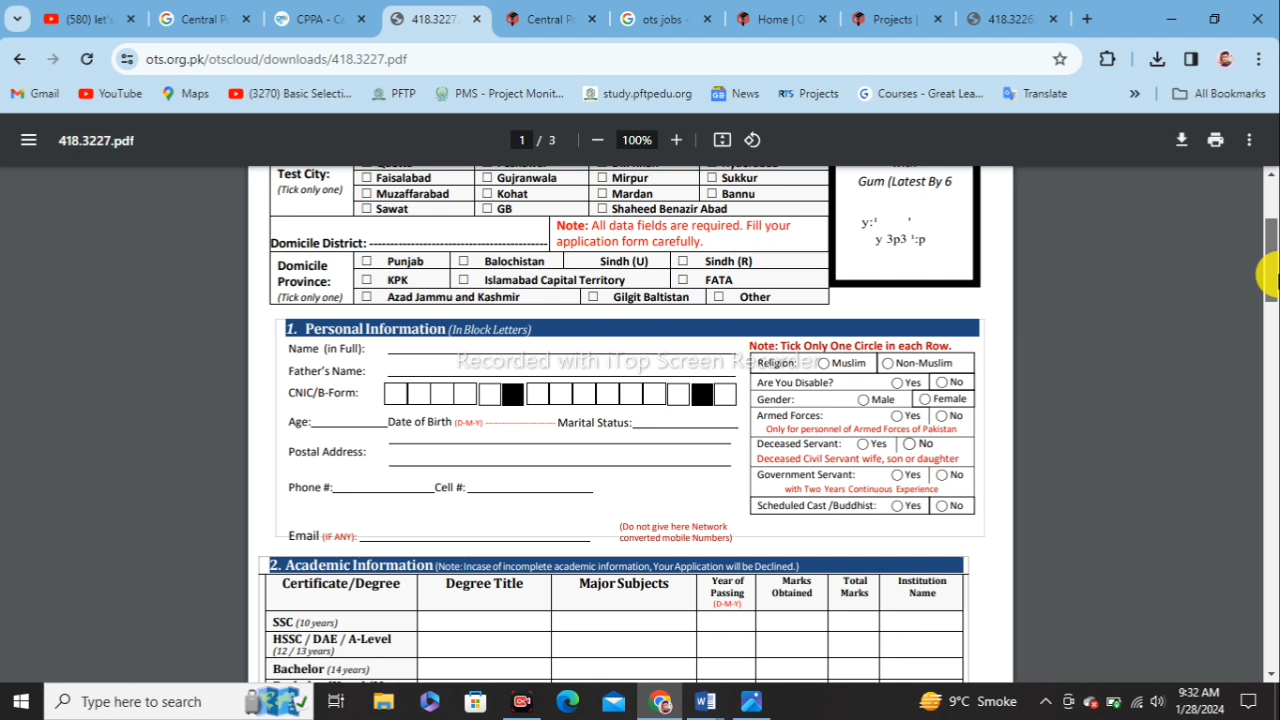 (580) let's
Central Po
CPPA - Ca
418.3227.
Central Po
ots jobs -
Home | O
Projects |
418.3226.
ots.org.pk/otscloud/downloads/418.3227.pdf
Gmail YouTube Maps (3270) Basic Selecti... PFTP PMS - Project Monit... study.pftpedu.org News RTS Projects Courses - Great Lea... Translate » All Bookmarks
418.3227.pdf 1 / 3 100%
Test City:
(Tick only one)
Faisalabad Gujranwala Mirpur Sukkur
Muzaffarabad Kohat Mardan Bannu
Sawat GB Shaheed Benazir Abad
Gum (Latest By 6
Domicile District:
Note: All data fields are required. Fill your
application form carefully.
Domicile
Province:
(Tick only one)
Punjab Balochistan Sindh (U) Sindh (R)
KPK Islamabad Capital Territory FATA
Azad Jammu and Kashmir Gilgit Baltistan Other
1. Personal Information (In Block Letters)
Name (in Full):
Father's Name:
CNIC/B-Form:
Age: Date of Birth (D-M-Y) Marital Status:
Postal Address:
Phone #: Cell #:
Email (IF ANY):
(Do not give here Network
converted mobile Numbers)
Note: Tick Only One Circle in each Row.
Religion: Muslim Non-Muslim
Are You Disable? Yes No
Gender: Male Female
Armed Forces: Yes No
Only for personnel of Armed Forces of Pakistan
Deceased Servant: Yes No
Deceased Civil Servant wife, son or daughter
Government Servant: Yes No
with Two Years Continuous Experience
Scheduled Cast /Buddhist: Yes No
Recorded with iTop Screen Recorder
2. Academic Information (Note: Incase of incomplete academic information, Your Application will be Declined.)
Certificate/Degree Degree Title Major Subjects Year of Passing (D-M-Y) Marks Obtained Total Marks Institution Name
SSC (10 years)
HSSC / DAE / A-Level
(12 / 13 years)
Bachelor (14 years)
Type here to search
9°C Smoke
9:32 AM
1/28/2024